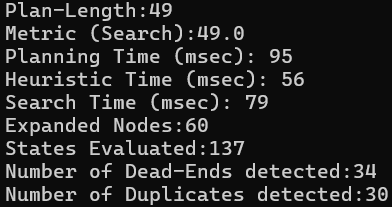 Plan-Length:49
Metric (Search):49.0
Planning Time (msec): 95
Heuristic Time (msec): 56
Search Time (msec): 79
Expanded Nodes:60
States Evaluated:137
Number of Dead-Ends detected:34
Number of Duplicates detected:30